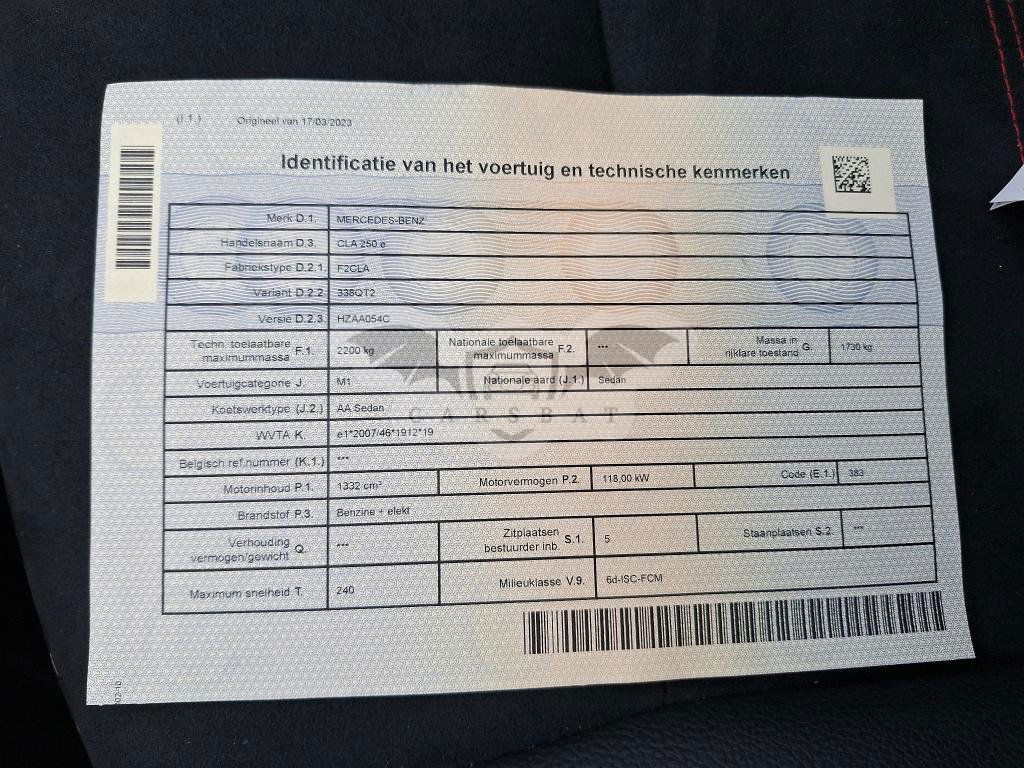 (I.1.) Origineel van 17/03/2023
Identificatie van het voertuig en technische kenmerken
Merk D.1. MERCEDES-BENZ
Handelsnaam D.3. CLA 250 e
Fabriekstype D.2.1. F2CLA
Variant D.2.2. 338QT2
Versie D.2.3. HZAA054C
Techn. toelaatbare maximummassa F.1. 2200 kg Nationale toelaatbare maximummassa F.2. *** Massa in rijklare toestand G. 1730 kg
Voertuigcategorie J. M1 Nationale aard (J.1.) Sedan
Koetswerktype (J.2.) AA Sedan
CARSBAT
WVTA K. e1*2007/46*1912*19
Belgisch ref.nummer (K.1.) ***
Motorinhoud P.1. 1332 cm³ Motorvermogen P.2. 118,00 kW Code (E.1.) 383
Brandstof P.3. Benzine + elekt
Verhouding vermogen/gewicht Q. *** Zitplaatsen bestuurder inb. S.1. 5 Staanplaatsen S.2. ***
Maximum snelheid T. 240 Milieuklasse V.9. 6d-ISC-FCM